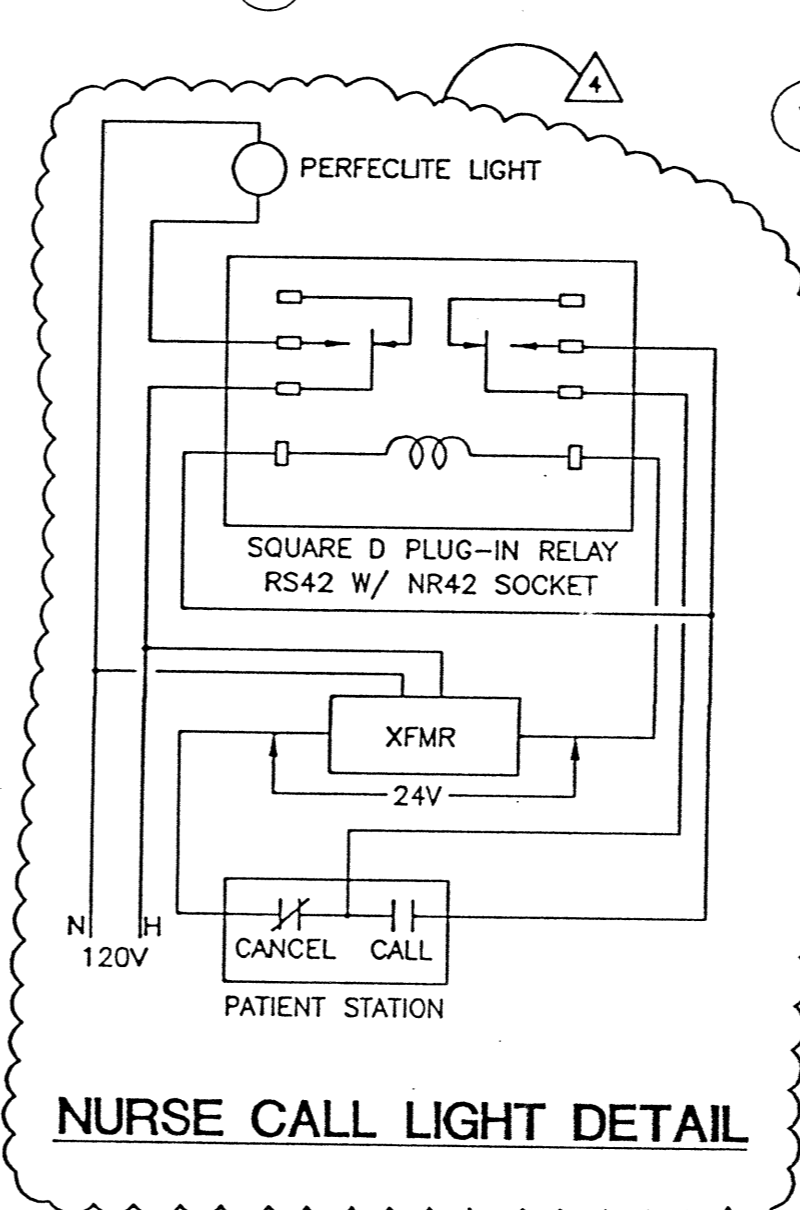 4
PERFECLITE LIGHT
SQUARE D PLUG-IN RELAY
RS42 W/ NR42 SOCKET
XFMR
24V
N H
120V
CANCEL CALL
PATIENT STATION
NURSE CALL LIGHT DETAIL